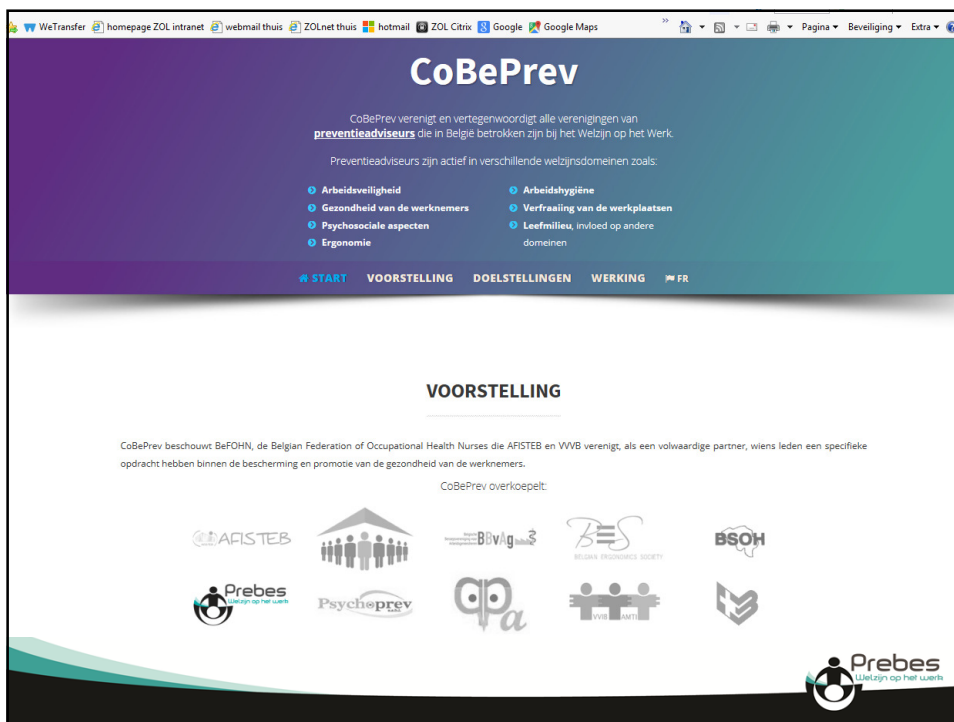 WeTransfer homepage ZOL intranet webmail thuis ZOLnet thuis hotmail ZOL Citrix Google Google Maps » Pagina Beveiliging Extra
CoBePrev
CoBePrev verenigt en vertegenwoordigt alle verenigingen van
preventieadviseurs die in België betrokken zijn bij het Welzijn op het Werk.
Preventieadviseurs zijn actief in verschillende welzijnsdomeinen zoals:
Arbeidsveiligheid
Gezondheid van de werknemers
Psychosociale aspecten
Ergonomie
Arbeidshygiëne
Verfraaiing van de werkplaatsen
Leefmilieu, invloed op andere
domeinen
START VOORSTELLING DOELSTELLINGEN WERKING FR
VOORSTELLING
CoBePrev beschouwt BeFOHN, de Belgian Federation of Occupational Health Nurses die AFISTEB en VVVB verenigt, als een volwaardige partner, wiens leden een specifieke
opdracht hebben binnen de bescherming en promotie van de gezondheid van de werknemers.
CoBePrev overkoepelt:
AFISTEB
BBvAg
BES
BELGIAN ERGONOMICS SOCIETY
BSOH
Prebes
Welzijn op het werk
Psychoprev
VVIB AMTI
Prebes
Welzijn op het werk